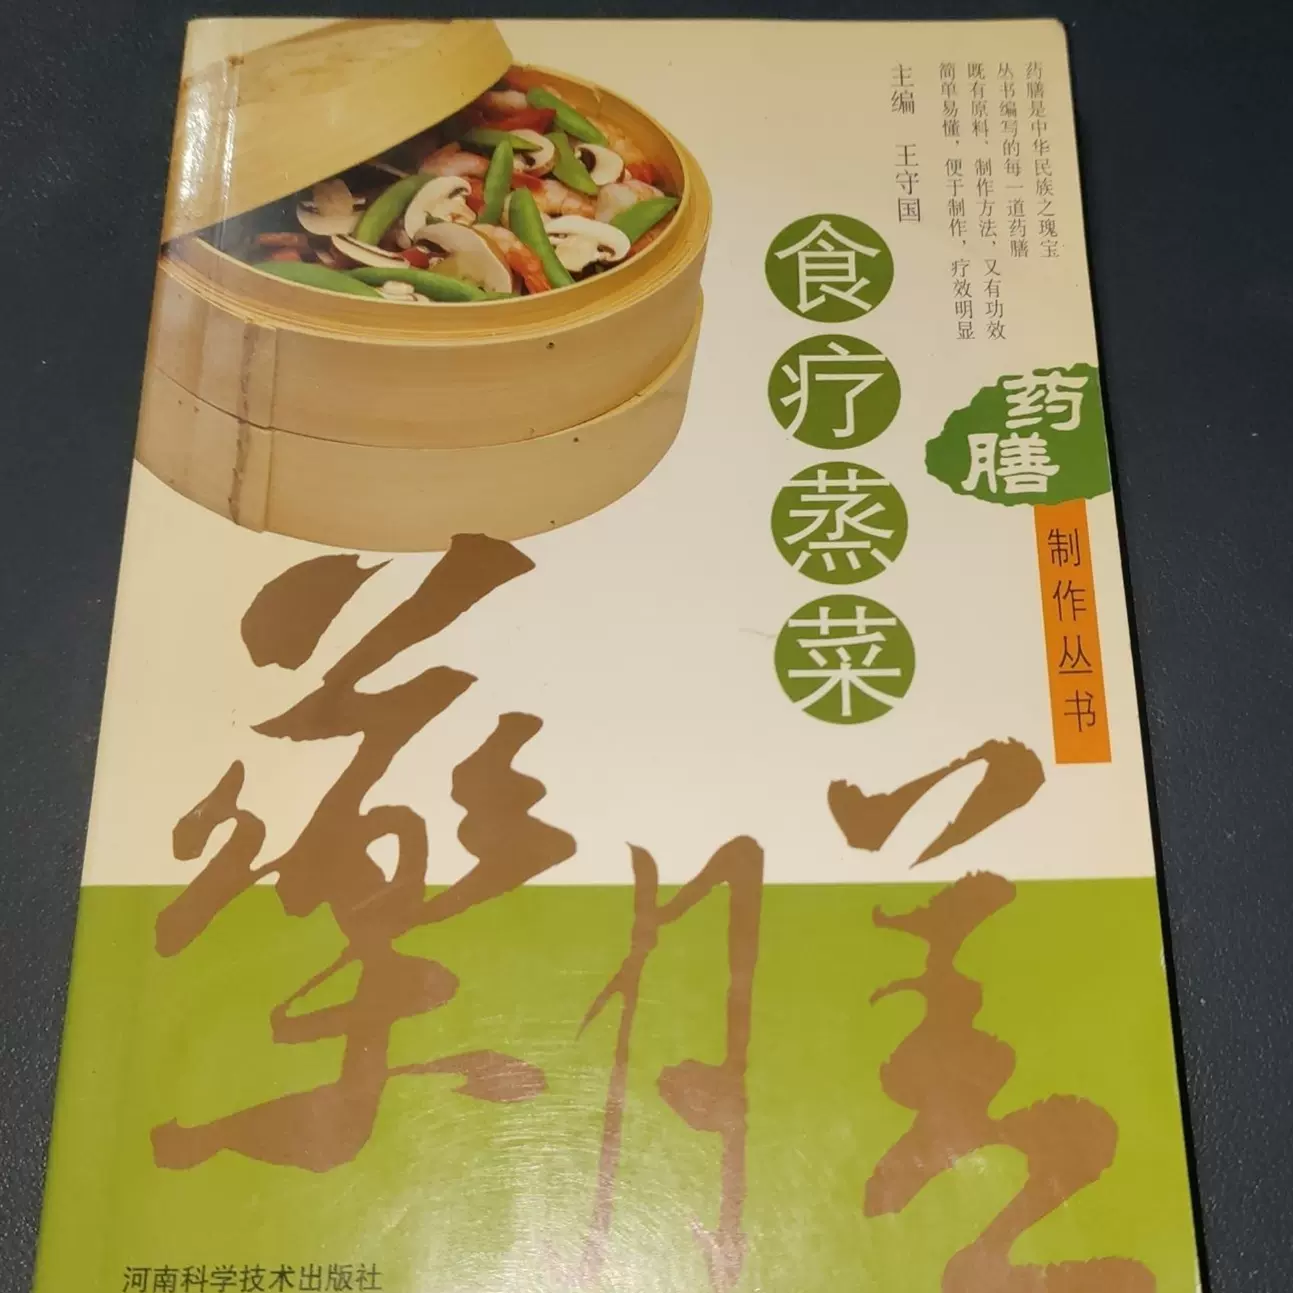 药膳是中华民族之瑰宝
丛书编写的每一道药膳
既有原料、制作方法，又有功效
简单易懂，便于制作，疗效明显
主编 王守国
食疗蒸菜
药膳
制作丛书
藥膳
河南科学技术出版社